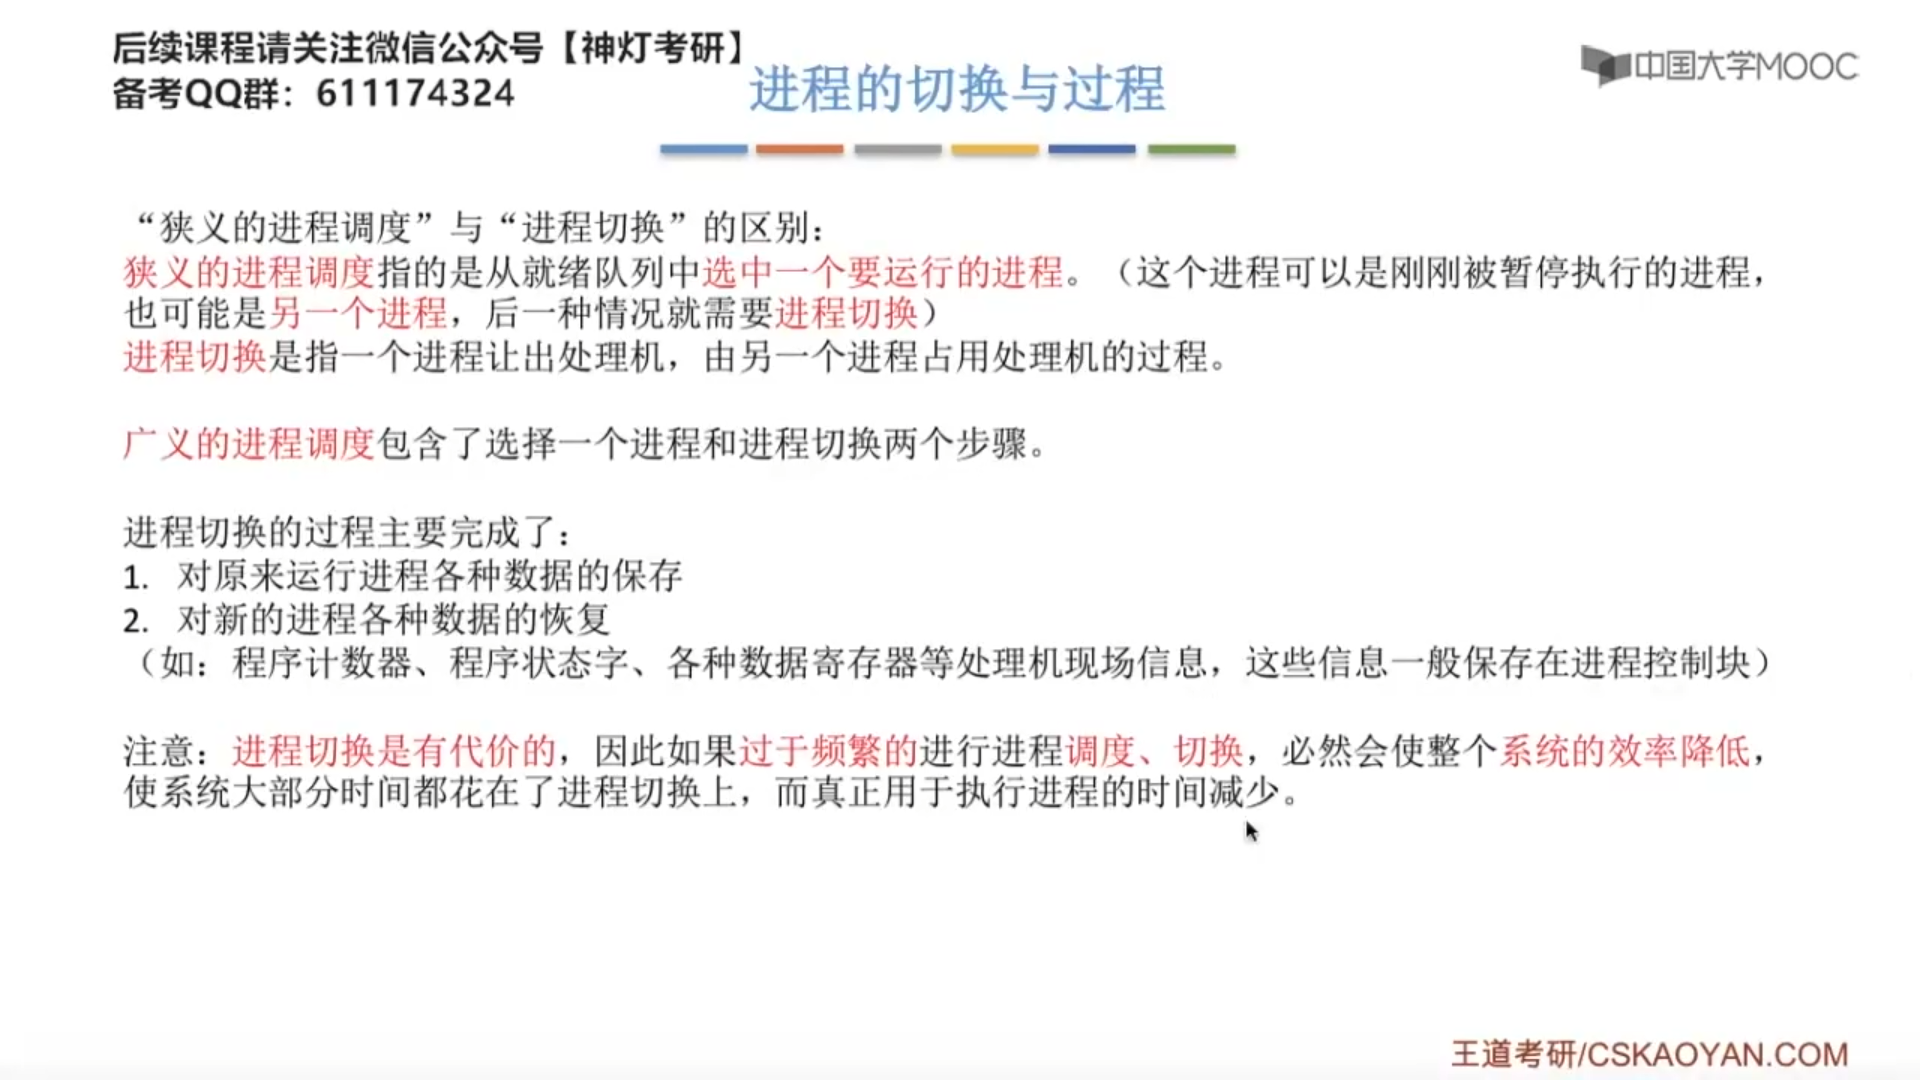 后续课程请关注微信公众号【神灯考研】
备考QQ群：611174324
进程的切换与过程
中国大学MOOC
“狭义的进程调度”与“进程切换”的区别：
狭义的进程调度指的是从就绪队列中选中一个要运行的进程。（这个进程可以是刚刚被暂停执行的进程，
也可能是另一个进程，后一种情况就需要进程切换）
进程切换是指一个进程让出处理机，由另一个进程占用处理机的过程。
广义的进程调度包含了选择一个进程和进程切换两个步骤。
进程切换的过程主要完成了：
1. 对原来运行进程各种数据的保存
2. 对新的进程各种数据的恢复
（如：程序计数器、程序状态字、各种数据寄存器等处理机现场信息，这些信息一般保存在进程控制块）
注意：进程切换是有代价的，因此如果过于频繁的进行进程调度、切换，必然会使整个系统的效率降低，
使系统大部分时间都花在了进程切换上，而真正用于执行进程的时间减少。
王道考研/CSKAOYAN.COM